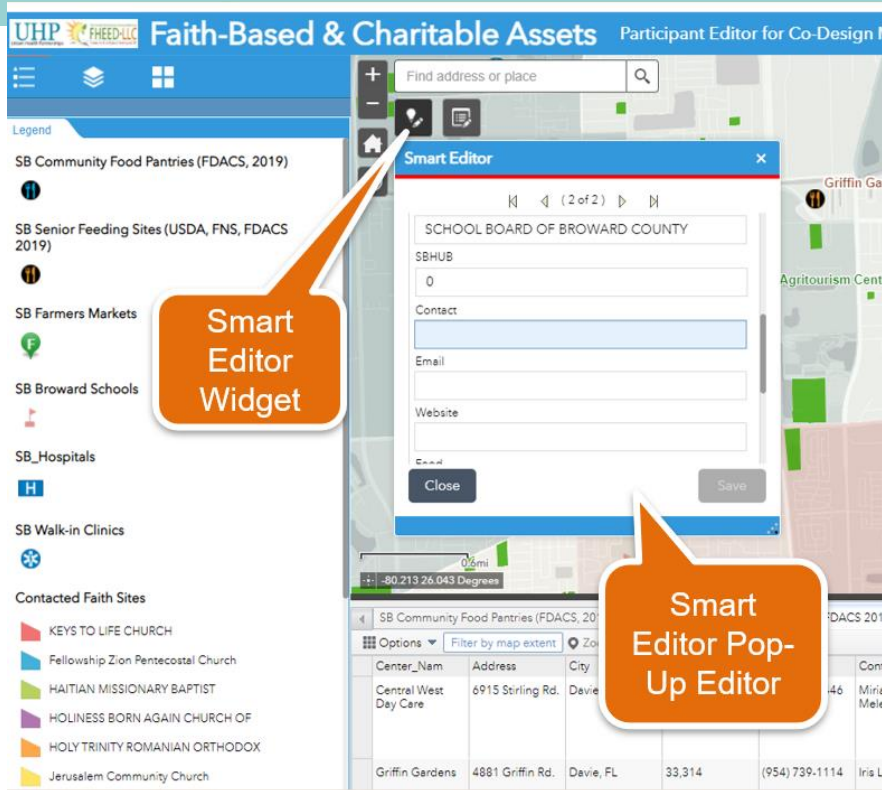 UHP FHEED-LLC Faith-Based & Charitable Assets Participant Editor for Co-Design
Find address or place
Legend
SB Community Food Pantries (FDACS, 2019)
SB Senior Feeding Sites (USDA, FNS, FDACS
2019)
SB Farmers Markets
F
SB Broward Schools
SB_Hospitals
H
SB Walk-in Clinics
Contacted Faith Sites
KEYS TO LIFE CHURCH
Fellowship Zion Pentecostal Church
HAITIAN MISSIONARY BAPTIST
HOLINESS BORN AGAIN CHURCH OF
HOLY TRINITY ROMANIAN ORTHODOX
Jerusalem Community Church
Smart
Editor
Widget
Smart Editor
(2 of 2)
SCHOOL BOARD OF BROWARD COUNTY
SBHUB
0
Contact
Email
Website
Food
Close Save
Griffin Ga
Agritourism Cent
0.6mi
-80.213 26.043 Degrees
Smart
Editor Pop-
Up Editor
SB Community Food Pantries (FDACS, 201 FDACS 201
Options Filter by map extent Zo
Center_Nam Address City Con
Central West 6915 Stirling Rd. Davie -46 Miria
Day Care Mele
Griffin Gardens 4881 Griffin Rd. Davie, FL 33,314 (954) 739-1114 Iris L